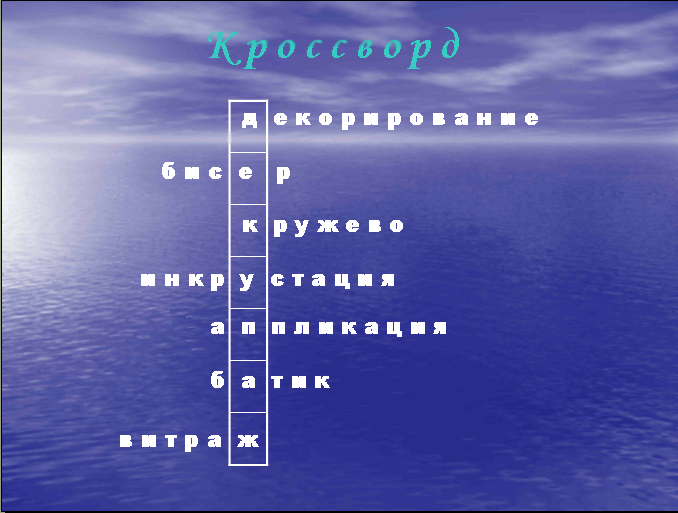 Кроссворд
декорирование
бисер
кружево
инкрустация
аппликация
батик
витраж